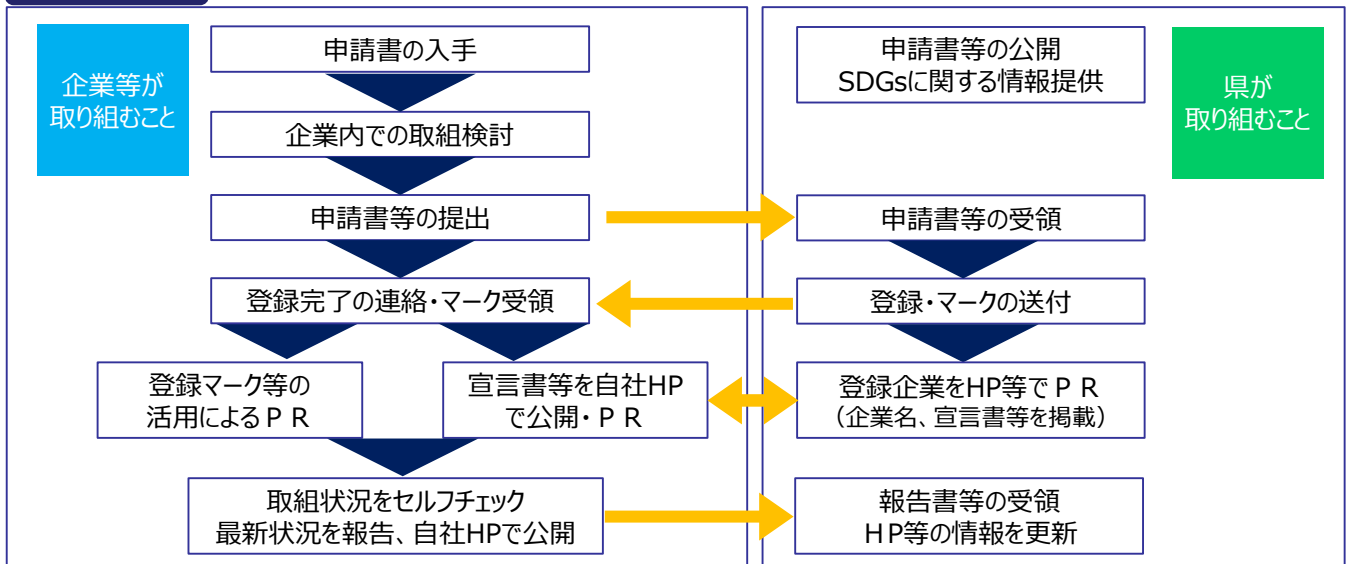 企業等が
取り組むこと
申請書の入手
企業内での取組検討
申請書等の提出
登録完了の連絡・マーク受領
登録マーク等の
活用によるＰＲ
宣言書等を自社HP
で公開・ＰＲ
取組状況をセルフチェック
最新状況を報告、自社HPで公開
県が
取り組むこと
申請書等の公開
SDGsに関する情報提供
申請書等の受領
登録・マークの送付
登録企業をHP等でＰＲ
（企業名、宣言書等を掲載）
報告書等の受領
ＨＰ等の情報を更新